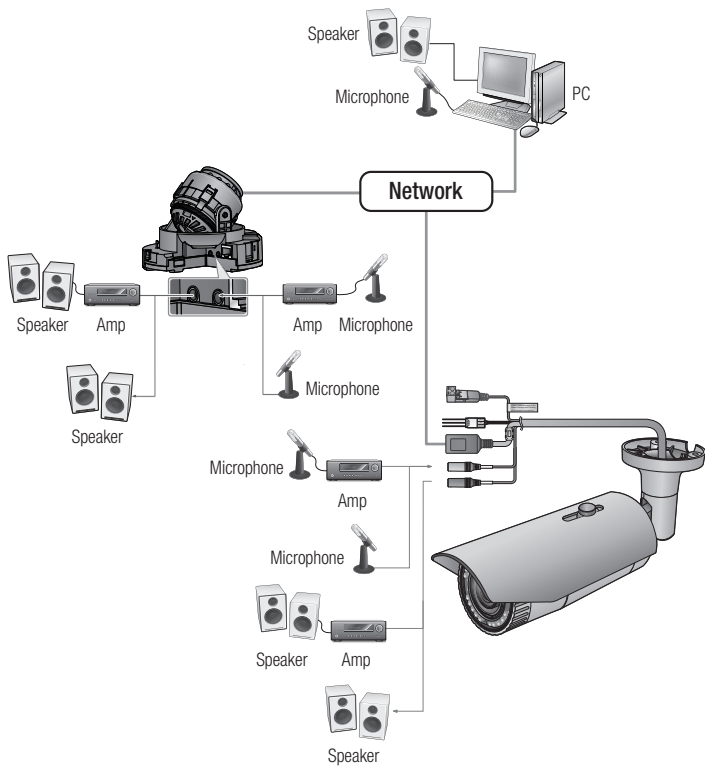 Speaker
Microphone
PC
Network
Speaker
Amp
Amp
Microphone
Speaker
Microphone
Microphone
Amp
Microphone
Speaker
Amp
Speaker